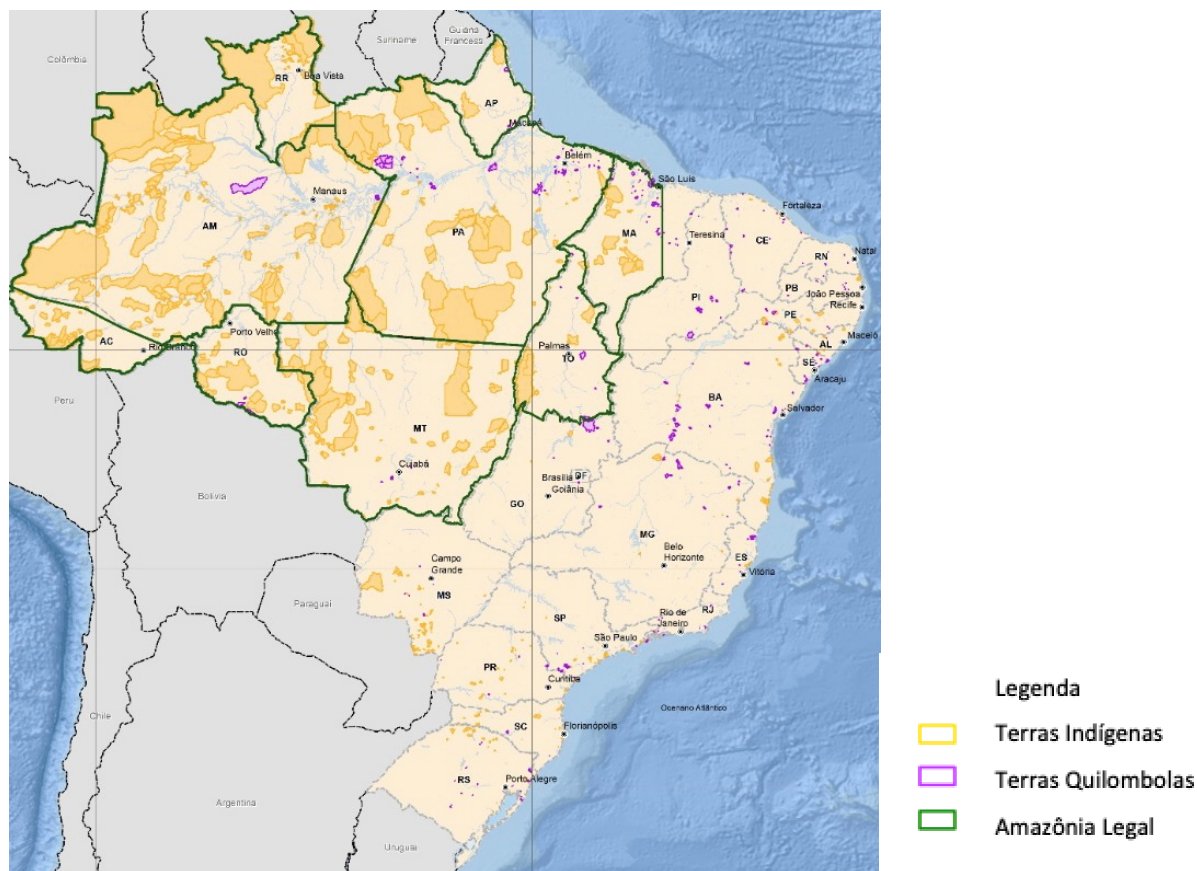 Colômbia
Suriname
Guiana
Francesa
RR
Boa Vista
AP
Macapá
Belém
São Luis
Manaus
AM
PA
MA
Teresina
Fortaleza
CE
RN
Natal
PB
João Pessoa
PI
PE
Recife
AL
Maceió
SE
Aracaju
Porto Velho
AC
Rio Branco
RO
Palmas
TO
Peru
BA
Salvador
MT
Cuiabá
Bolívia
Brasília
DF
Goiânia
GO
MG
Belo
Horizonte
ES
Vitória
Campo
Grande
MS
Paraguai
SP
Rio de
Janeiro
RJ
São Paulo
PR
Curitiba
Chile
SC
Florianópolis
Oceano Atlântico
RS
Porto Alegre
Argentina
Uruguai
Legenda
Terras Indígenas
Terras Quilombolas
Amazônia Legal